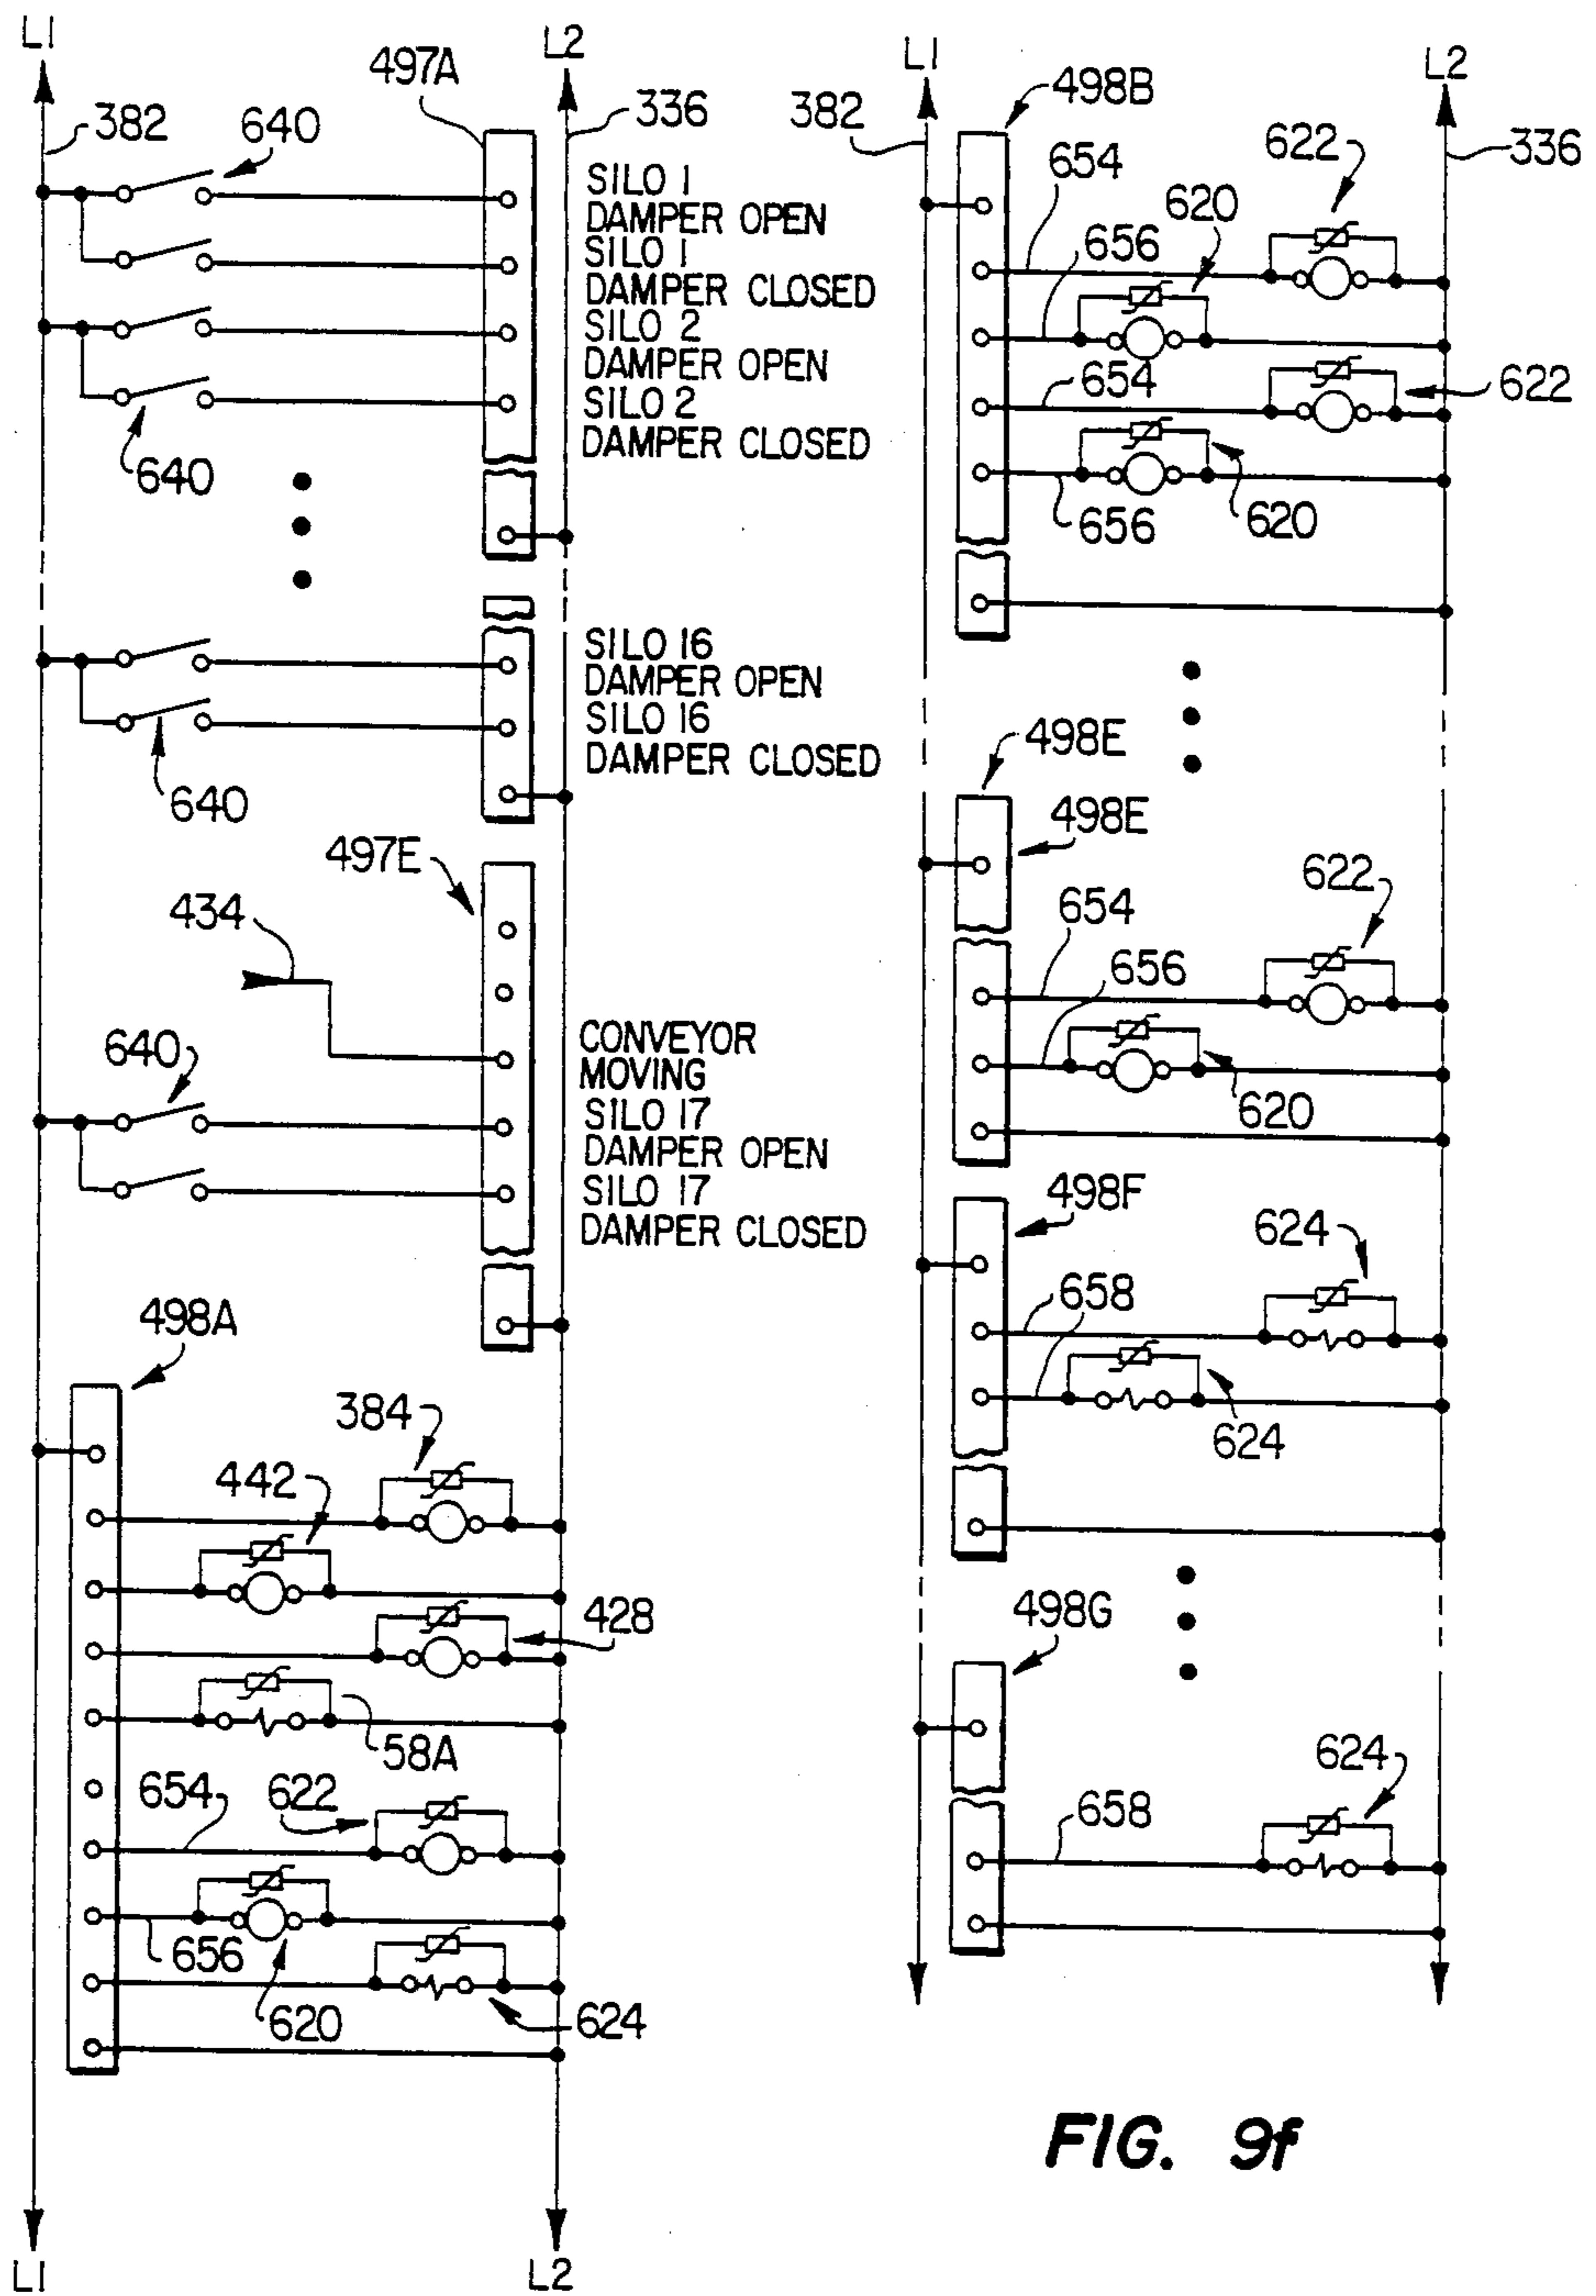 L1
497A
L2
382
640
336
SILO 1
DAMPER OPEN
SILO 1
DAMPER CLOSED
SILO 2
DAMPER OPEN
SILO 2
DAMPER CLOSED
640
SILO 16
DAMPER OPEN
SILO 16
DAMPER CLOSED
640
497E
434
CONVEYOR
MOVING
640
SILO 17
DAMPER OPEN
SILO 17
DAMPER CLOSED
498A
384
442
428
58A
654
622
656
620
624
L1
L2
L1
498B
L2
382
622
336
654
620
656
654
622
656
620
498E
498E
622
654
656
620
498F
624
658
624
498G
624
658
FIG. 9f